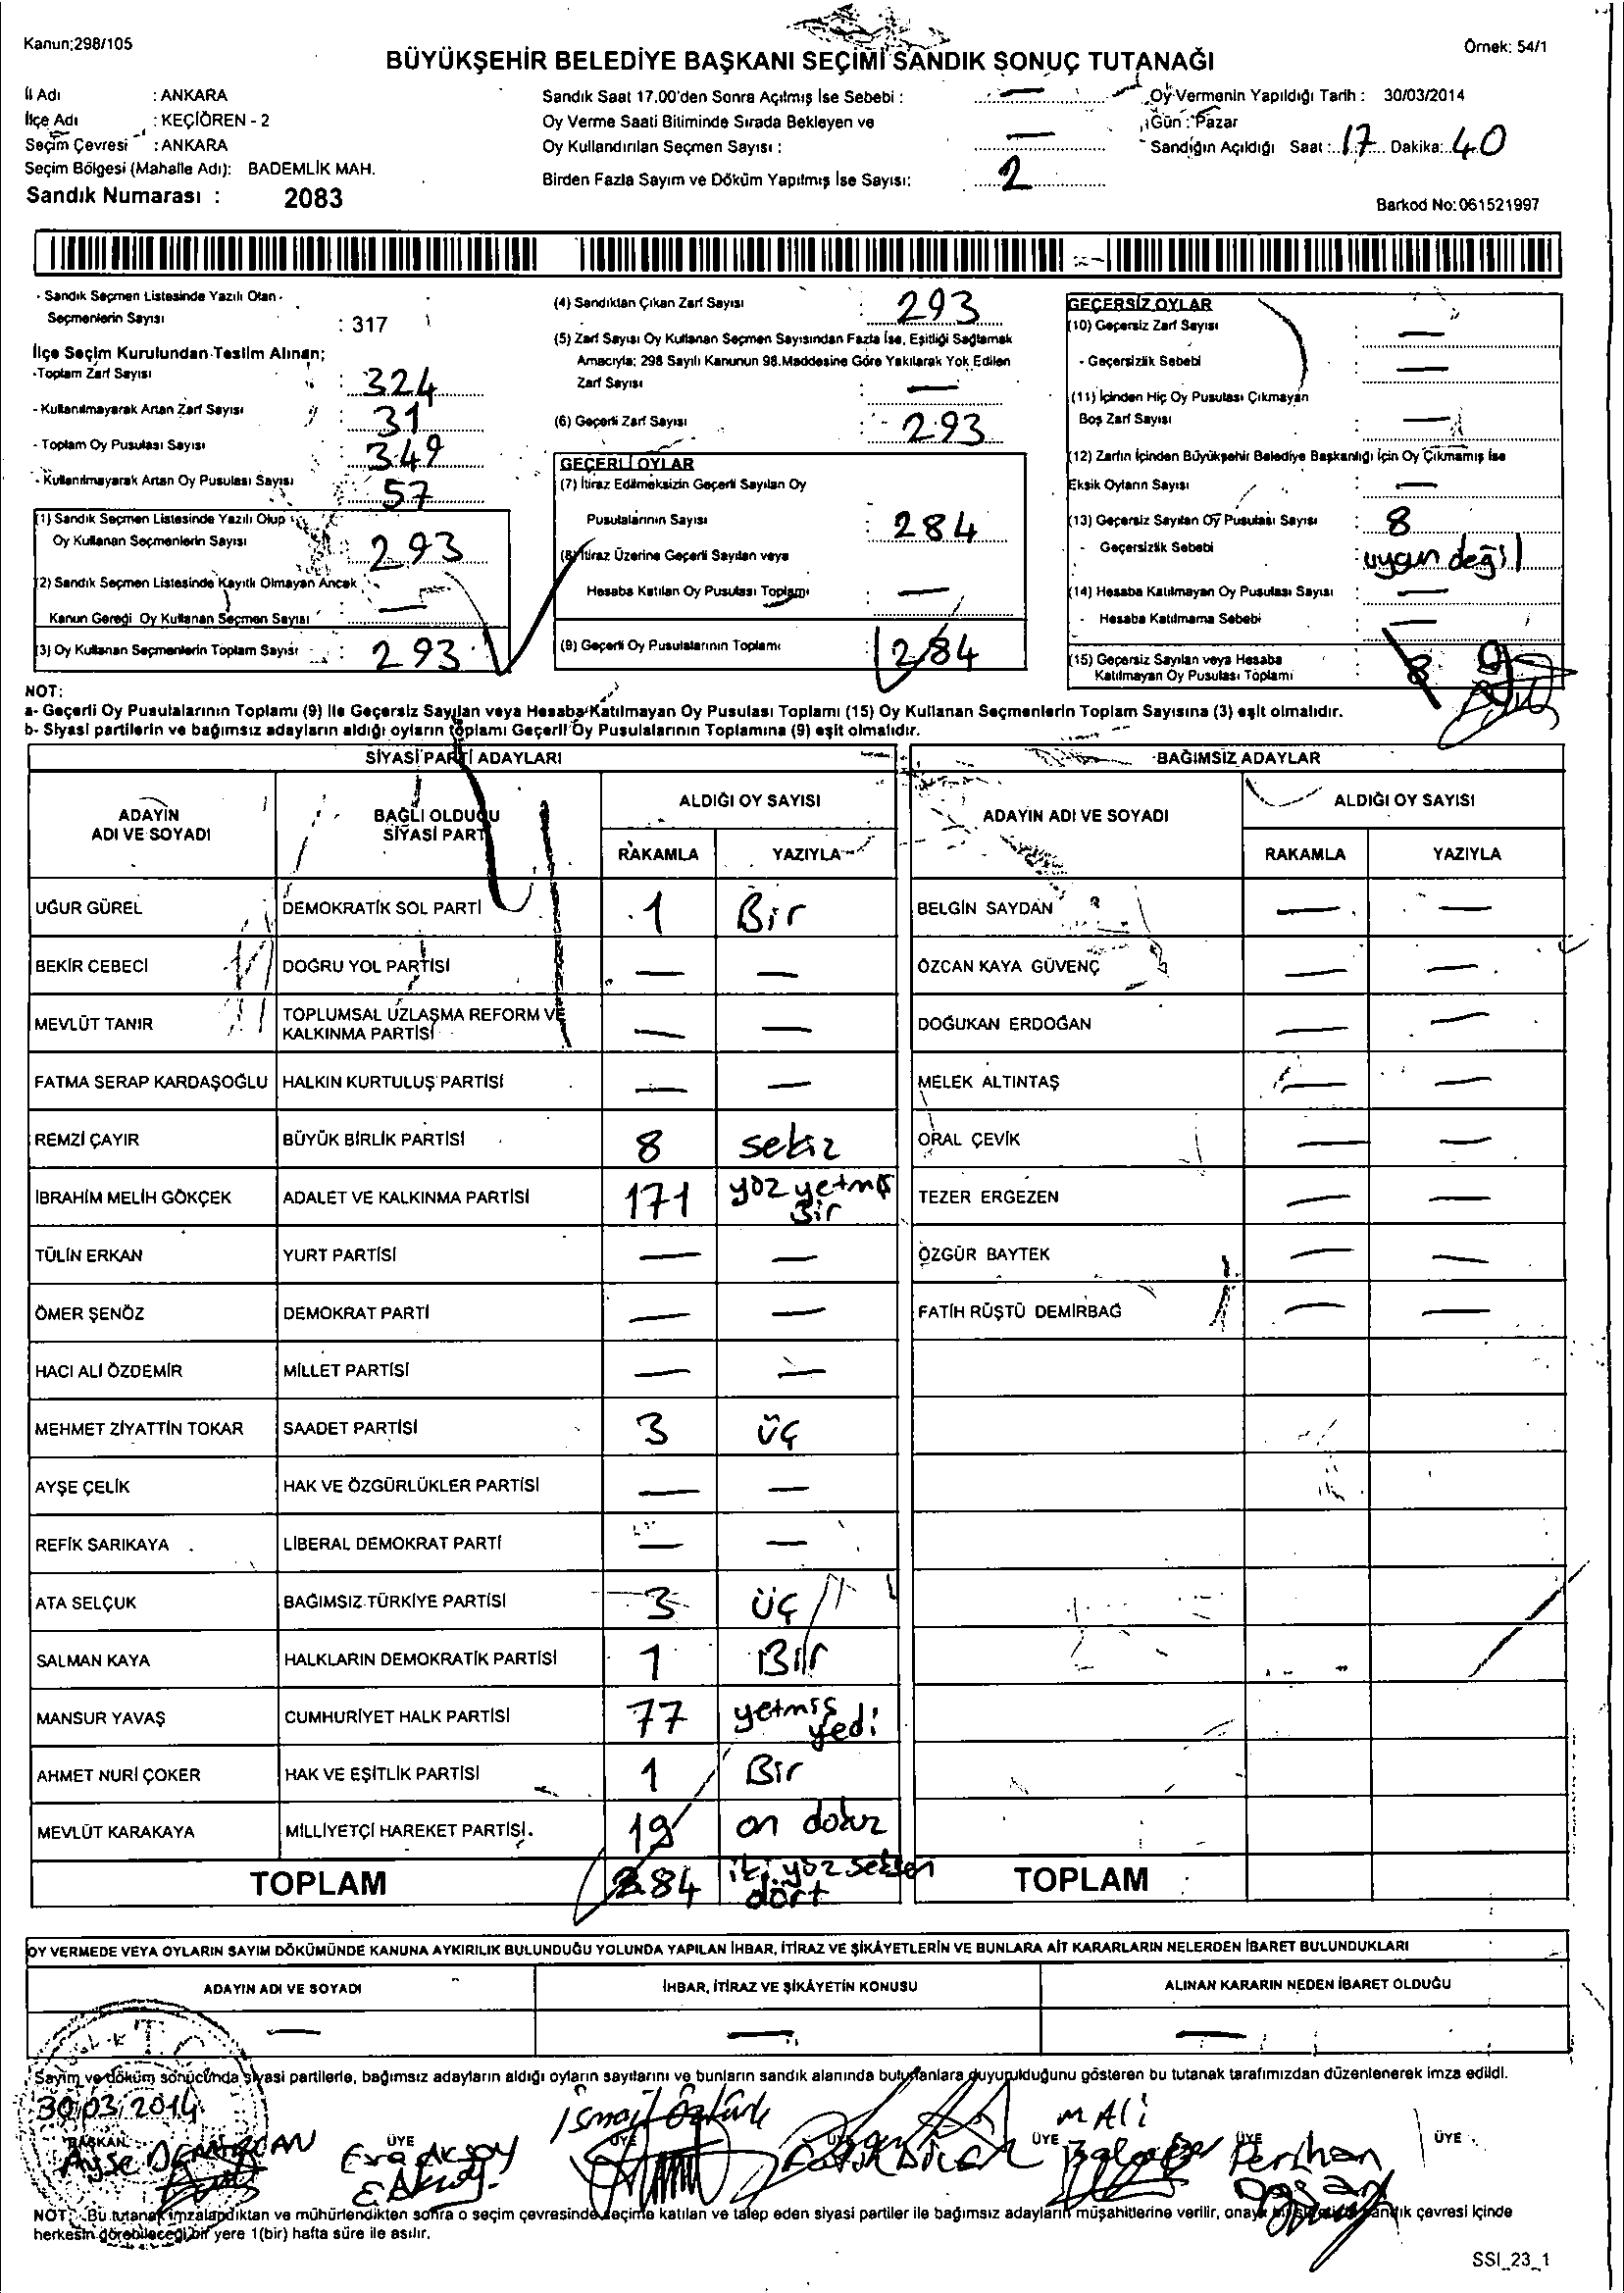 Kanun;298/105
Örnek: 54/1
BÜYÜKŞEHİR BELEDİYE BAŞKANI SEÇİMİ SANDIK SONUÇ TUTANAĞI
İl Adı : ANKARA
İlçe Adı : KEÇİÖREN - 2
Seçim Çevresi : ANKARA
Seçim Bölgesi (Mahalle Adı): BADEMLİK MAH.
Sandık Numarası : 2083
Sandık Saat 17.00'den Sonra Açılmış İse Sebebi : —
Oy Verme Saati Bitiminde Sırada Bekleyen ve
Oy Kullandırılan Seçmen Sayısı : —
Birden Fazla Sayım ve Döküm Yapılmış İse Sayısı: 2
Oy Vermenin Yapıldığı Tarih : 30/03/2014
Gün : Pazar
Sandığın Açıldığı Saat : 17 Dakika: 40
Barkod No:061521997
- Sandık Seçmen Listesinde Yazılı Olan
Seçmenlerin Sayısı : 317
İlçe Seçim Kurulundan Teslim Alınan;
-Toplam Zarf Sayısı : 324
- Kullanılmayarak Artan Zarf Sayısı : 31
- Toplam Oy Pusulası Sayısı : 349
- Kullanılmayarak Artan Oy Pusulası Sayısı : 57
(1) Sandık Seçmen Listesinde Yazılı Olup
Oy Kullanan Seçmenlerin Sayısı : 293
(2) Sandık Seçmen Listesinde Kayıtlı Olmayan Ancak
Kanun Gereği Oy Kullanan Seçmen Sayısı : —
(3) Oy Kullanan Seçmenlerin Toplam Sayısı : 293
(4) Sandıktan Çıkan Zarf Sayısı : 293
(5) Zarf Sayısı Oy Kullanan Seçmen Sayısından Fazla İse, Eşitliği Sağlamak
Amacıyla; 298 Sayılı Kanunun 98.Maddesine Göre Yakılarak Yok Edilen
Zarf Sayısı : —
(6) Geçerli Zarf Sayısı : 293
GEÇERLİ OYLAR
(7) İtiraz Edilmeksizin Geçerli Sayılan Oy
Pusulalarının Sayısı : 284
(8) İtiraz Üzerine Geçerli Sayılan veya
Hesaba Katılan Oy Pusulası Toplamı : —
(9) Geçerli Oy Pusulalarının Toplamı : 284
GEÇERSİZ OYLAR
(10) Geçersiz Zarf Sayısı : —
- Geçersizlik Sebebi : —
(11) İçinden Hiç Oy Pusulası Çıkmayan
Boş Zarf Sayısı : —
(12) Zarfın İçinden Büyükşehir Belediye Başkanlığı İçin Oy Çıkmamış İse
Eksik Oyların Sayısı : —
(13) Geçersiz Sayılan Oy Pusulası Sayısı : 8
- Geçersizlik Sebebi : uygun değil
(14) Hesaba Katılmayan Oy Pusulası Sayısı : —
- Hesaba Katılmama Sebebi : —
(15) Geçersiz Sayılan veya Hesaba
Katılmayan Oy Pusulası Toplamı : 8 9
NOT:
a- Geçerli Oy Pusulalarının Toplamı (9) ile Geçersiz Sayılan veya Hesaba Katılmayan Oy Pusulası Toplamı (15) Oy Kullanan Seçmenlerin Toplam Sayısına (3) eşit olmalıdır.
b- Siyasi partilerin ve bağımsız adayların aldığı oyların toplamı Geçerli Oy Pusulalarının Toplamına (9) eşit olmalıdır.
SİYASİ PARTİ ADAYLARI
ADAYIN ADI VE SOYADI
BAĞLI OLDUĞU SİYASİ PARTİ
ALDIĞI OY SAYISI
RAKAMLA YAZIYLA
UĞUR GÜREL DEMOKRATİK SOL PARTİ 1 Bir
BEKİR CEBECİ DOĞRU YOL PARTİSİ — —
MEVLÜT TANIR TOPLUMSAL UZLAŞMA REFORM VE KALKINMA PARTİSİ — —
FATMA SERAP KARDAŞOĞLU HALKIN KURTULUŞ PARTİSİ — —
REMZİ ÇAYIR BÜYÜK BİRLİK PARTİSİ 8 sekiz
İBRAHİM MELİH GÖKÇEK ADALET VE KALKINMA PARTİSİ 171 yöz yetmiş Bir
TÜLİN ERKAN YURT PARTİSİ — —
ÖMER ŞENÖZ DEMOKRAT PARTİ — —
HACI ALİ ÖZDEMİR MİLLET PARTİSİ — —
MEHMET ZİYATTİN TOKAR SAADET PARTİSİ 3 üç
AYŞE ÇELİK HAK VE ÖZGÜRLÜKLER PARTİSİ — —
REFİK SARIKAYA LİBERAL DEMOKRAT PARTİ — —
ATA SELÇUK BAĞIMSIZ TÜRKİYE PARTİSİ 3 üç
SALMAN KAYA HALKLARIN DEMOKRATİK PARTİSİ 1 Bir
MANSUR YAVAŞ CUMHURİYET HALK PARTİSİ 77 yetmiş yedi
AHMET NURİ ÇOKER HAK VE EŞİTLİK PARTİSİ 1 Bir
MEVLÜT KARAKAYA MİLLİYETÇİ HAREKET PARTİSİ 19 on dokuz
TOPLAM 284 iki yöz seksen dört
BAĞIMSIZ ADAYLAR
ADAYIN ADI VE SOYADI
ALDIĞI OY SAYISI
RAKAMLA YAZIYLA
BELGİN SAYDAN — —
ÖZCAN KAYA GÜVENÇ — —
DOĞUKAN ERDOĞAN — —
MELEK ALTINTAŞ — —
ORAL ÇEVİK — —
TEZER ERGEZEN — —
ÖZGÜR BAYTEK — —
FATİH RÜŞTÜ DEMİRBAĞ — —
TOPLAM
OY VERMEDE VEYA OYLARIN SAYIM DÖKÜMÜNDE KANUNA AYKIRILIK BULUNDUĞU YOLUNDA YAPILAN İHBAR, İTİRAZ VE ŞİKÂYETLERİN VE BUNLARA AİT KARARLARIN NELERDEN İBARET BULUNDUKLARI
ADAYIN ADI VE SOYADI İHBAR, İTİRAZ VE ŞİKÂYETİN KONUSU ALINAN KARARIN NEDEN İBARET OLDUĞU
— — —
Sayım ve döküm sonucunda siyasi partilerle, bağımsız adayların aldığı oyların sayılarını ve bunların sandık alanında bulunanlara duyurulduğunu gösteren bu tutanak tarafımızdan düzenlenerek imza edildi.
30/03/2014
BAŞKAN ÜYE ÜYE ÜYE ÜYE ÜYE ÜYE
Ayşe DEMİRCAN Esra Aksoy İsmail Öztürk M Ali Perihan
NOT: Bu tutanak imzalandıktan ve mühürlendikten sonra o seçim çevresinde seçime katılan ve talep eden siyasi partiler ile bağımsız adayların müşahitlerine verilir, sandık çevresi içinde
herkesin görebileceği bir yere 1(bir) hafta süre ile asılır.
SSI_23_1